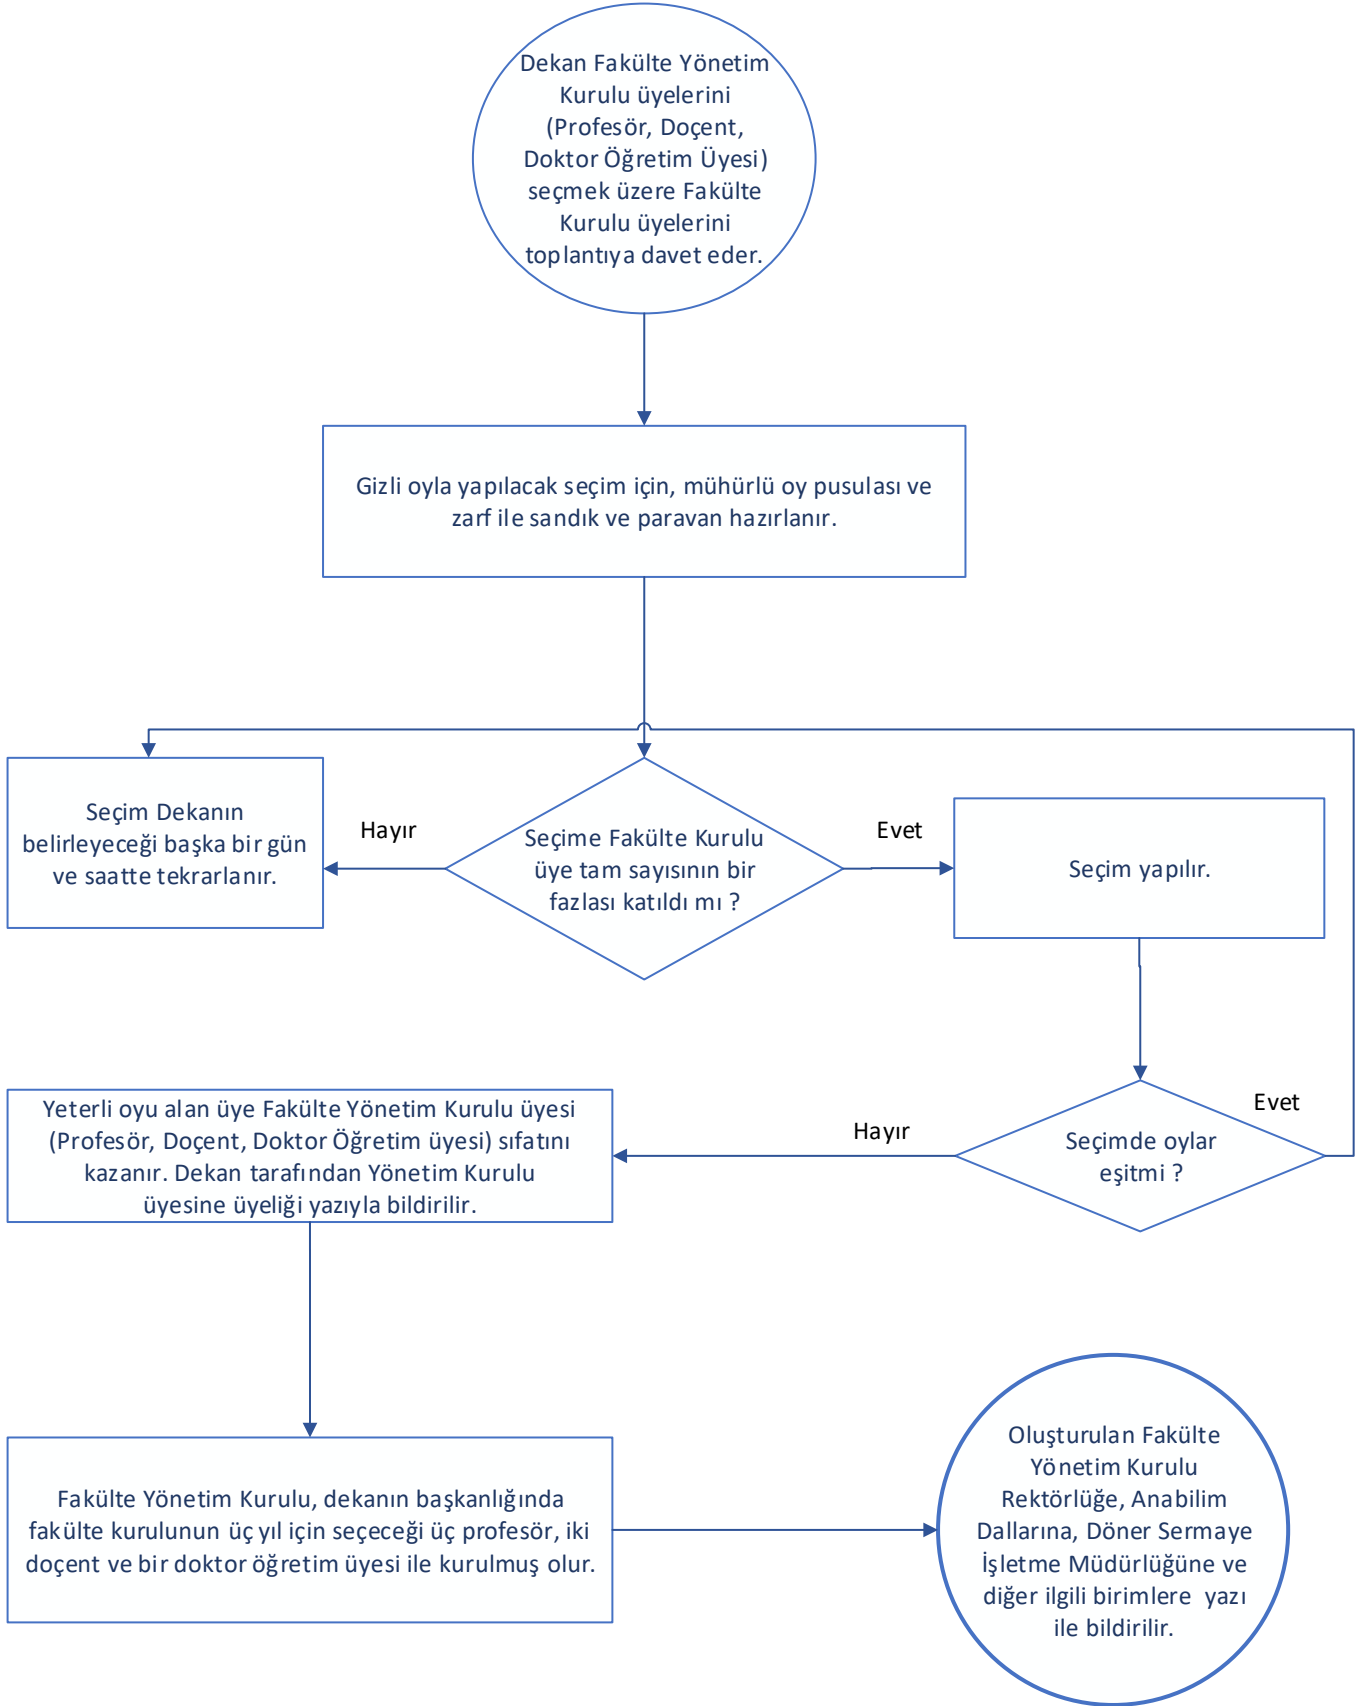 Dekan Fakülte Yönetim
Kurulu üyelerini
(Profesör, Doçent,
Doktor Öğretim Üyesi)
seçmek üzere Fakülte
Kurulu üyelerini
toplantıya davet eder.
Gizli oyla yapılacak seçim için, mühürlü oy pusulası ve
zarf ile sandık ve paravan hazırlanır.
Seçim Dekanın
belirleyeceği başka bir gün
ve saatte tekrarlanır.
Hayır
Seçime Fakülte Kurulu
üye tam sayısının bir
fazlası katıldı mı ?
Evet
Seçim yapılır.
Yeterli oyu alan üye Fakülte Yönetim Kurulu üyesi
(Profesör, Doçent, Doktor Öğretim üyesi) sıfatını
kazanır. Dekan tarafından Yönetim Kurulu
üyesine üyeliği yazıyla bildirilir.
Hayır
Seçimde oylar
eşitmi ?
Evet
Fakülte Yönetim Kurulu, dekanın başkanlığında
fakülte kurulunun üç yıl için seçeceği üç profesör, iki
doçent ve bir doktor öğretim üyesi ile kurulmuş olur.
Oluşturulan Fakülte
Yönetim Kurulu
Rektörlüğe, Anabilim
Dallarına, Döner Sermaye
İşletme Müdürlüğüne ve
diğer ilgili birimlere  yazı
ile bildirilir.